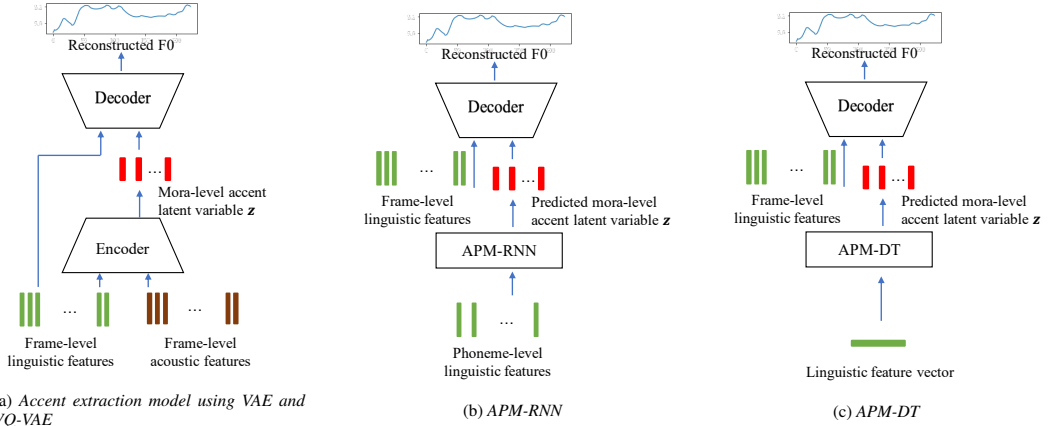 Reconstructed F0
Decoder
...
Mora-level accent
latent variable z
Encoder
... ...
Frame-level
linguistic features
Frame-level
acoustic features
a) Accent extraction model using VAE and
VQ-VAE
Reconstructed F0
Decoder
... ...
Frame-level
linguistic features
Predicted mora-level
accent latent variable z
APM-RNN
...
Phoneme-level
linguistic features
(b) APM-RNN
Reconstructed F0
Decoder
... ...
Frame-level
linguistic features
Predicted mora-level
accent latent variable z
APM-DT
Linguistic feature vector
(c) APM-DT